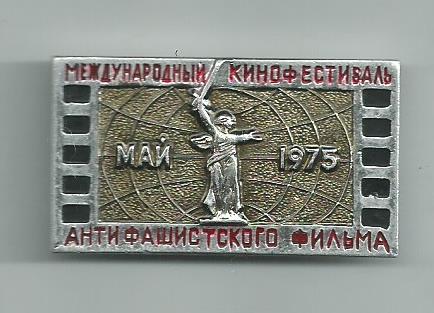 МЕЖДУНАРОДНЫЙ КИНОФЕСТИВАЛЬ
МАЙ 1975
АНТИФАШИСТСКОГО ФИЛЬМА